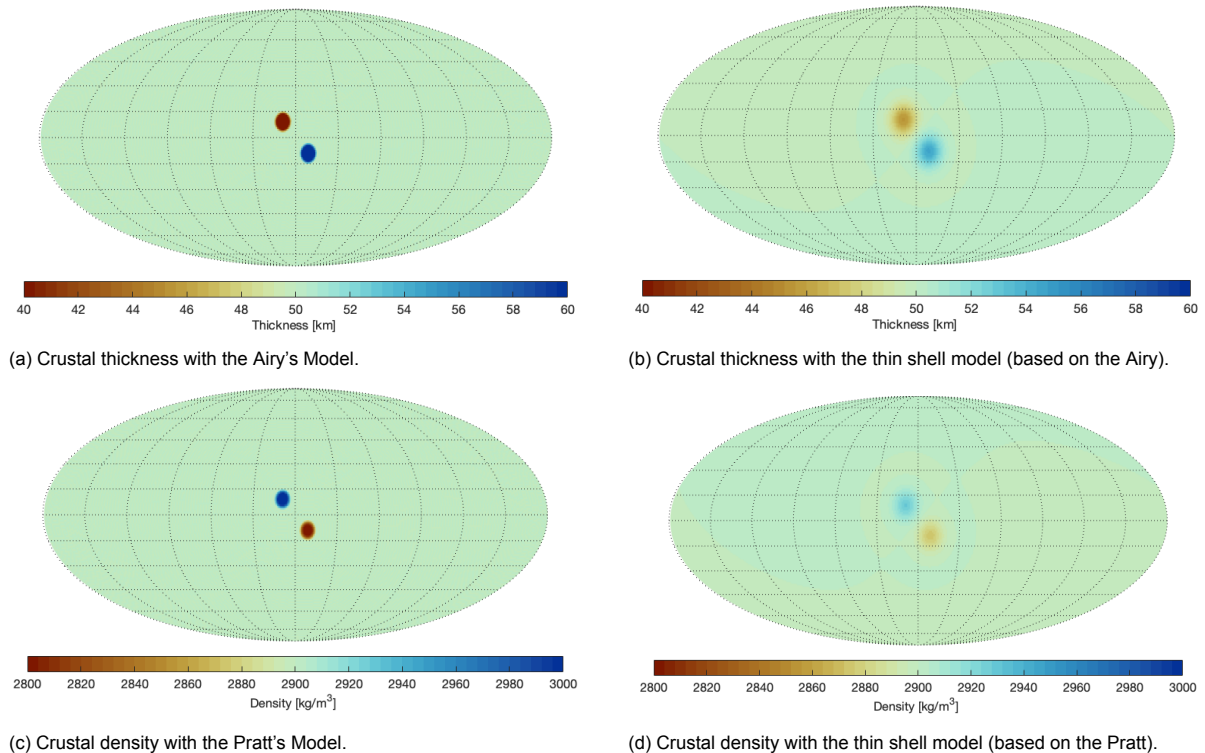 40 42 44 46 48 50 52 54 56 58 60
Thickness [km]
(a) Crustal thickness with the Airy's Model.
40 42 44 46 48 50 52 54 56 58 60
Thickness [km]
(b) Crustal thickness with the thin shell model (based on the Airy).
2800 2820 2840 2860 2880 2900 2920 2940 2960 2980 3000
Density [kg/m³]
(c) Crustal density with the Pratt's Model.
2800 2820 2840 2860 2880 2900 2920 2940 2960 2980 3000
Density [kg/m³]
(d) Crustal density with the thin shell model (based on the Pratt).